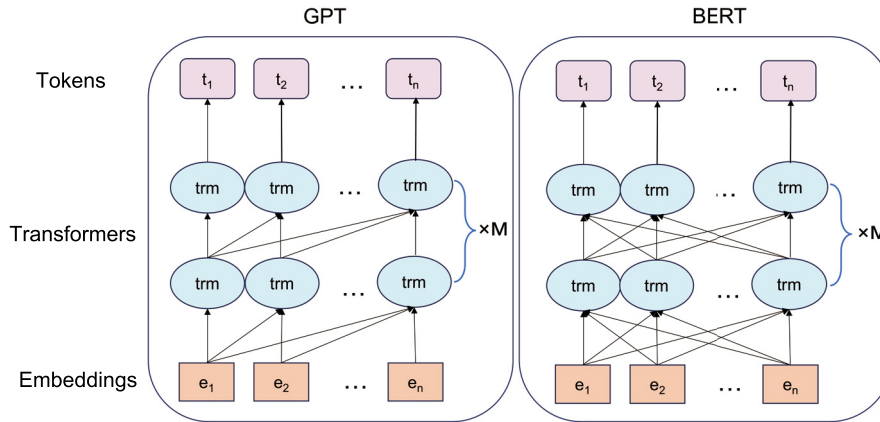 GPT BERT
Tokens t1 t2 ... tn t1 t2 ... tn
trm trm ... trm trm trm ... trm
Transformers ×M ×M
trm trm ... trm trm trm ... trm
Embeddings e1 e2 ... en e1 e2 ... en